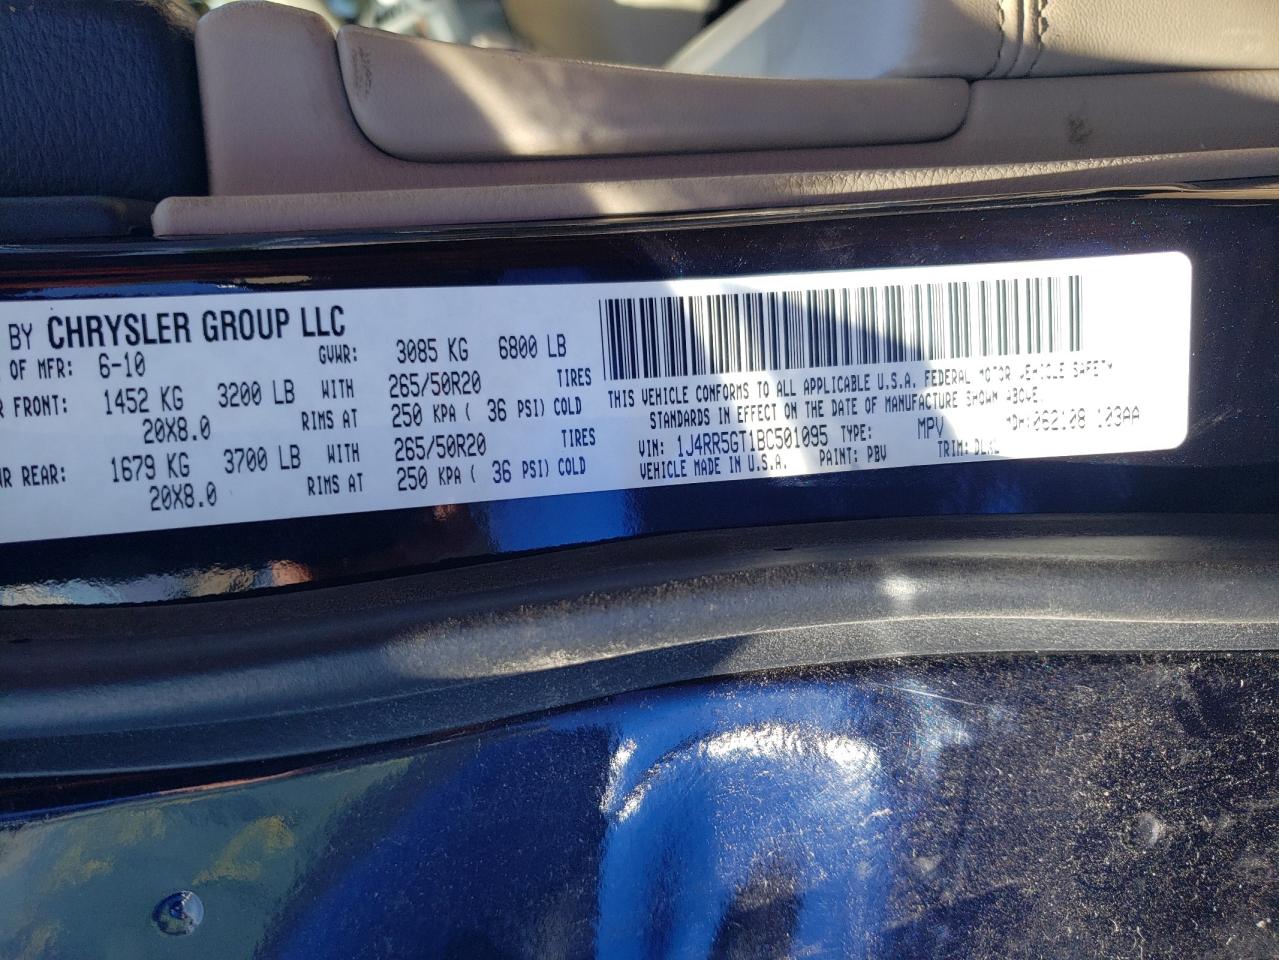 BY CHRYSLER GROUP LLC
OF MFR: 6-10 GVWR: 3085 KG 6800 LB
R FRONT: 1452 KG 3200 LB WITH 265/50R20 TIRES
20X8.0 RIMS AT 250 KPA ( 36 PSI) COLD
R REAR: 1679 KG 3700 LB WITH 265/50R20 TIRES
20X8.0 RIMS AT 250 KPA ( 36 PSI) COLD
THIS VEHICLE CONFORMS TO ALL APPLICABLE U.S.A. FEDERAL MOTOR VEHICLE SAFETY
STANDARDS IN EFFECT ON THE DATE OF MANUFACTURE SHOWN ABOVE.
VIN: 1J4RR5GT1BC501095 TYPE: MPV MDH:062108 103AA
VEHICLE MADE IN U.S.A. PAINT: PBV TRIM: